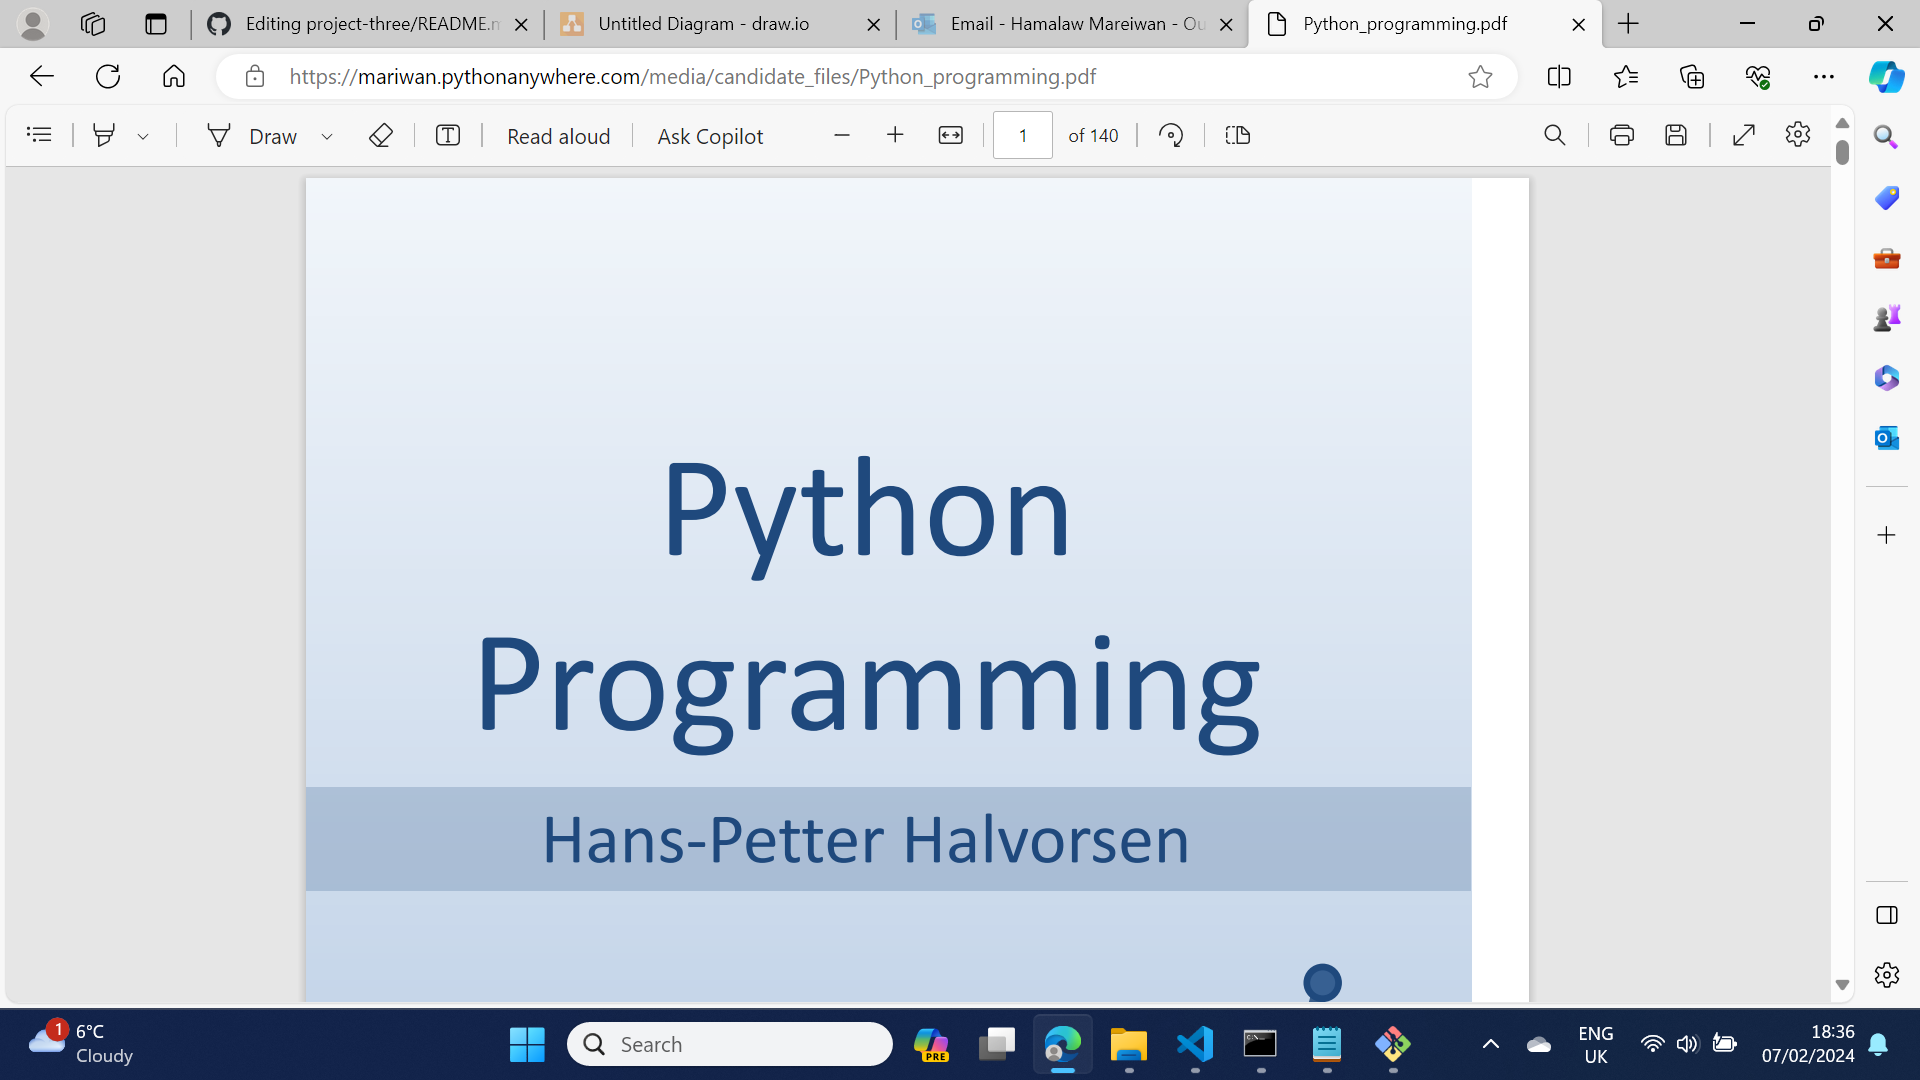 Editing project-three/README.m
Untitled Diagram - draw.io
Email - Hamalaw Mareiwan - Ou
Python_programming.pdf
https://mariwan.pythonanywhere.com/media/candidate_files/Python_programming.pdf
Draw
Read aloud
Ask Copilot
1
of 140
Python
Programming
Hans-Petter Halvorsen
1
6°C
Cloudy
Search
PRE
ENG
UK
18:36
07/02/2024